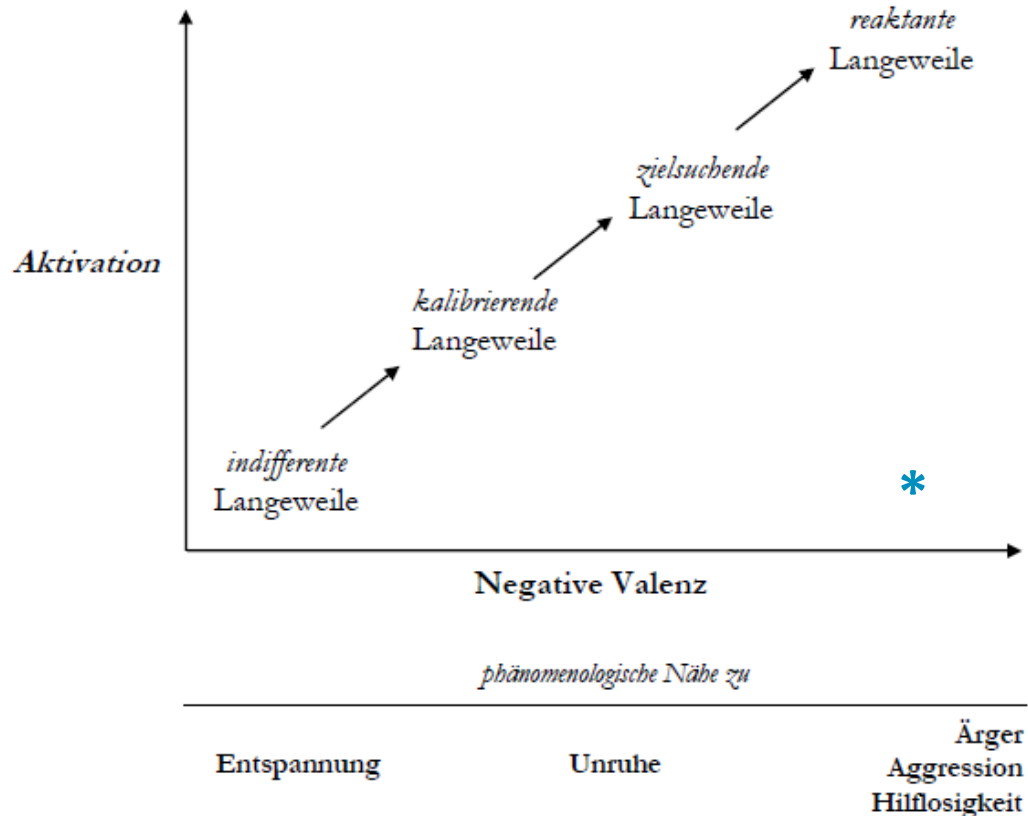 reaktante
Langeweile
zielsuchende
Langeweile
Aktivation
kalibrierende
Langeweile
indifferente
Langeweile
*
Negative Valenz
phänomenologische Nähe zu
Entspannung
Unruhe
Ärger
Aggression
Hilflosigkeit